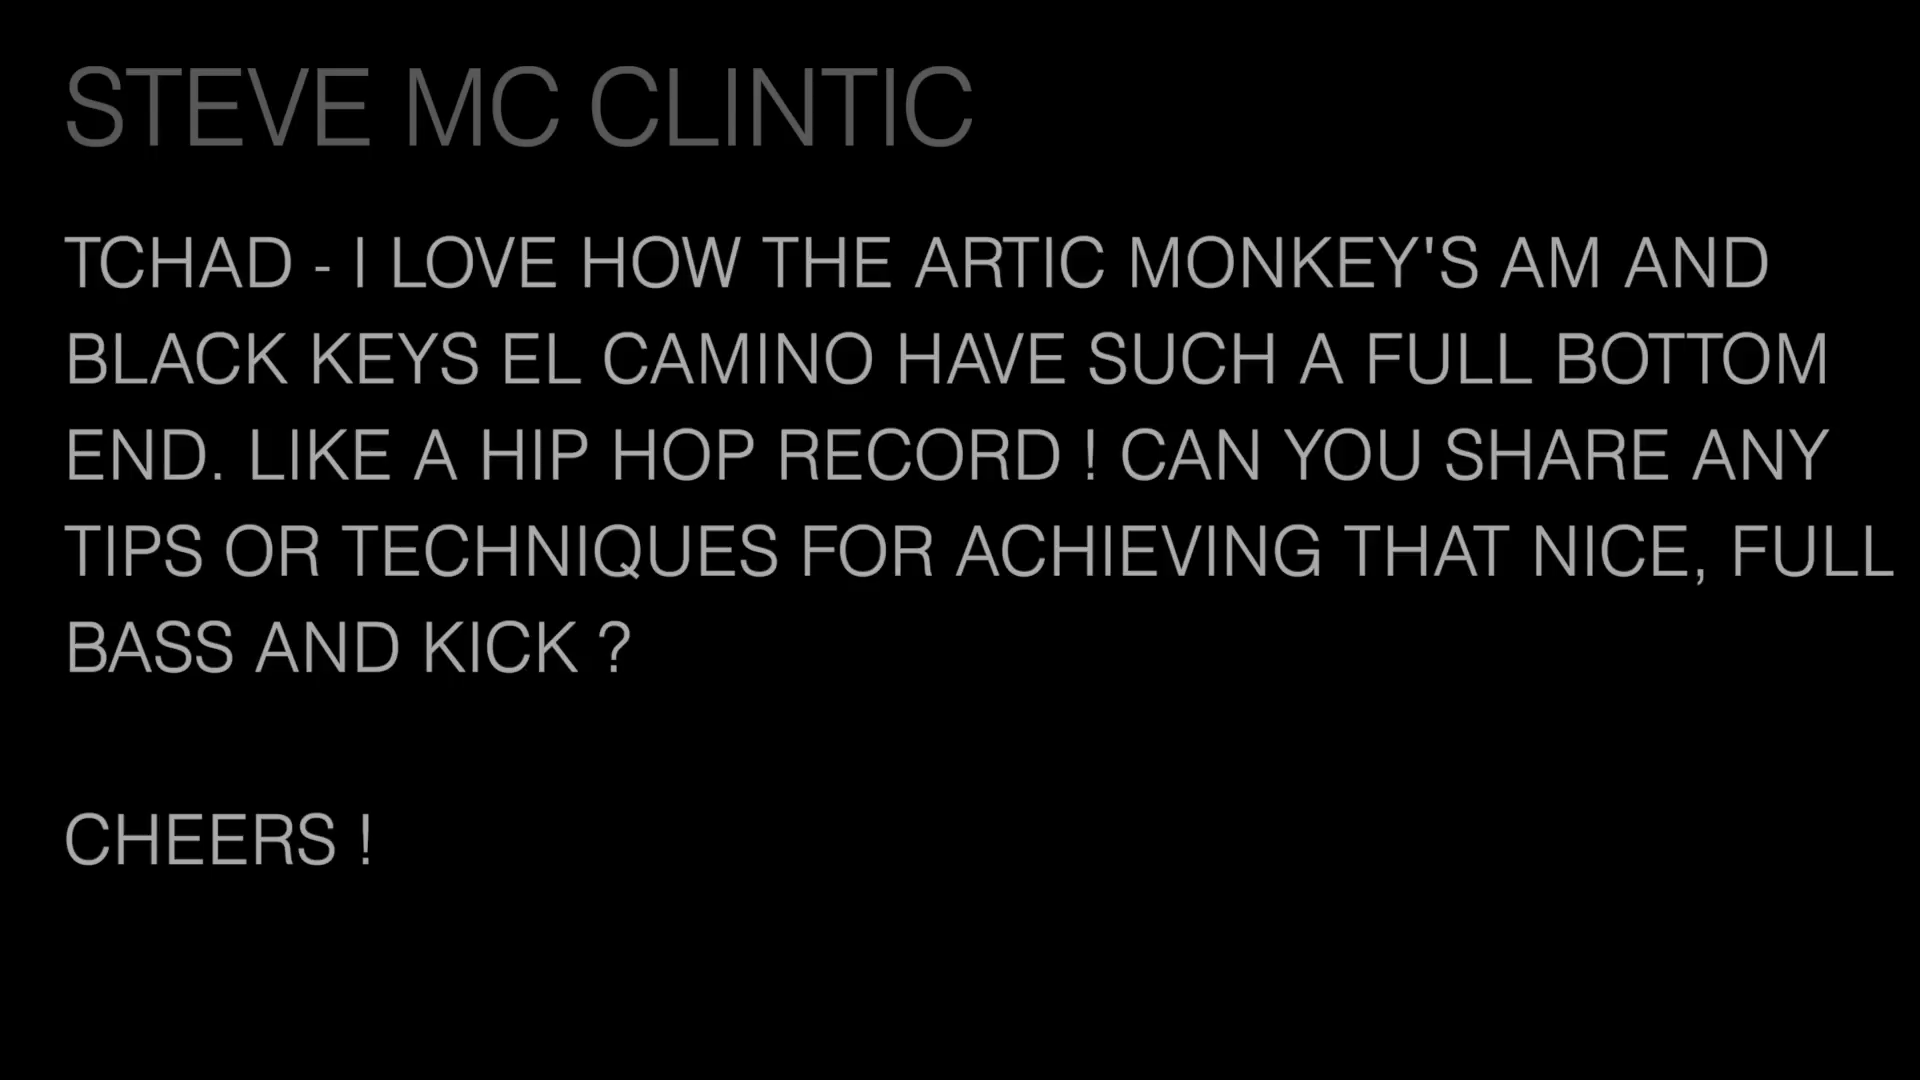 STEVE MC CLINTIC
TCHAD - I LOVE HOW THE ARTIC MONKEY'S AM AND
BLACK KEYS EL CAMINO HAVE SUCH A FULL BOTTOM
END. LIKE A HIP HOP RECORD ! CAN YOU SHARE ANY
TIPS OR TECHNIQUES FOR ACHIEVING THAT NICE, FULL
BASS AND KICK ?
CHEERS !